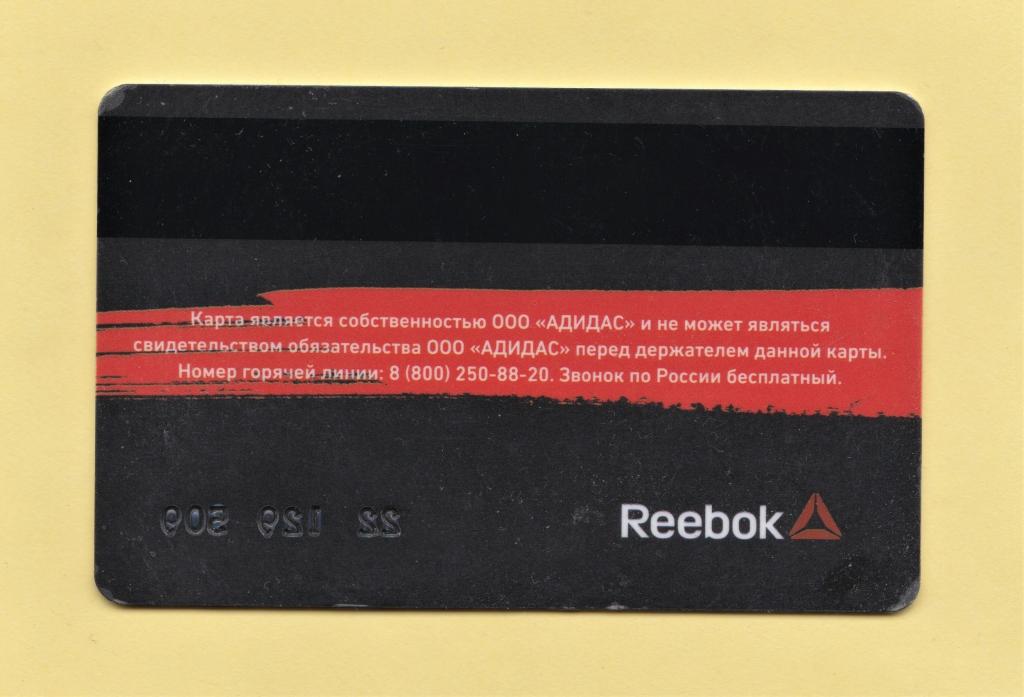 Карта является собственностью ООО «АДИДАС» и не может являться
свидетельством обязательства ООО «АДИДАС» перед держателем данной карты.
Номер горячей линии: 8 (800) 250-88-20. Звонок по России бесплатный.
Reebok